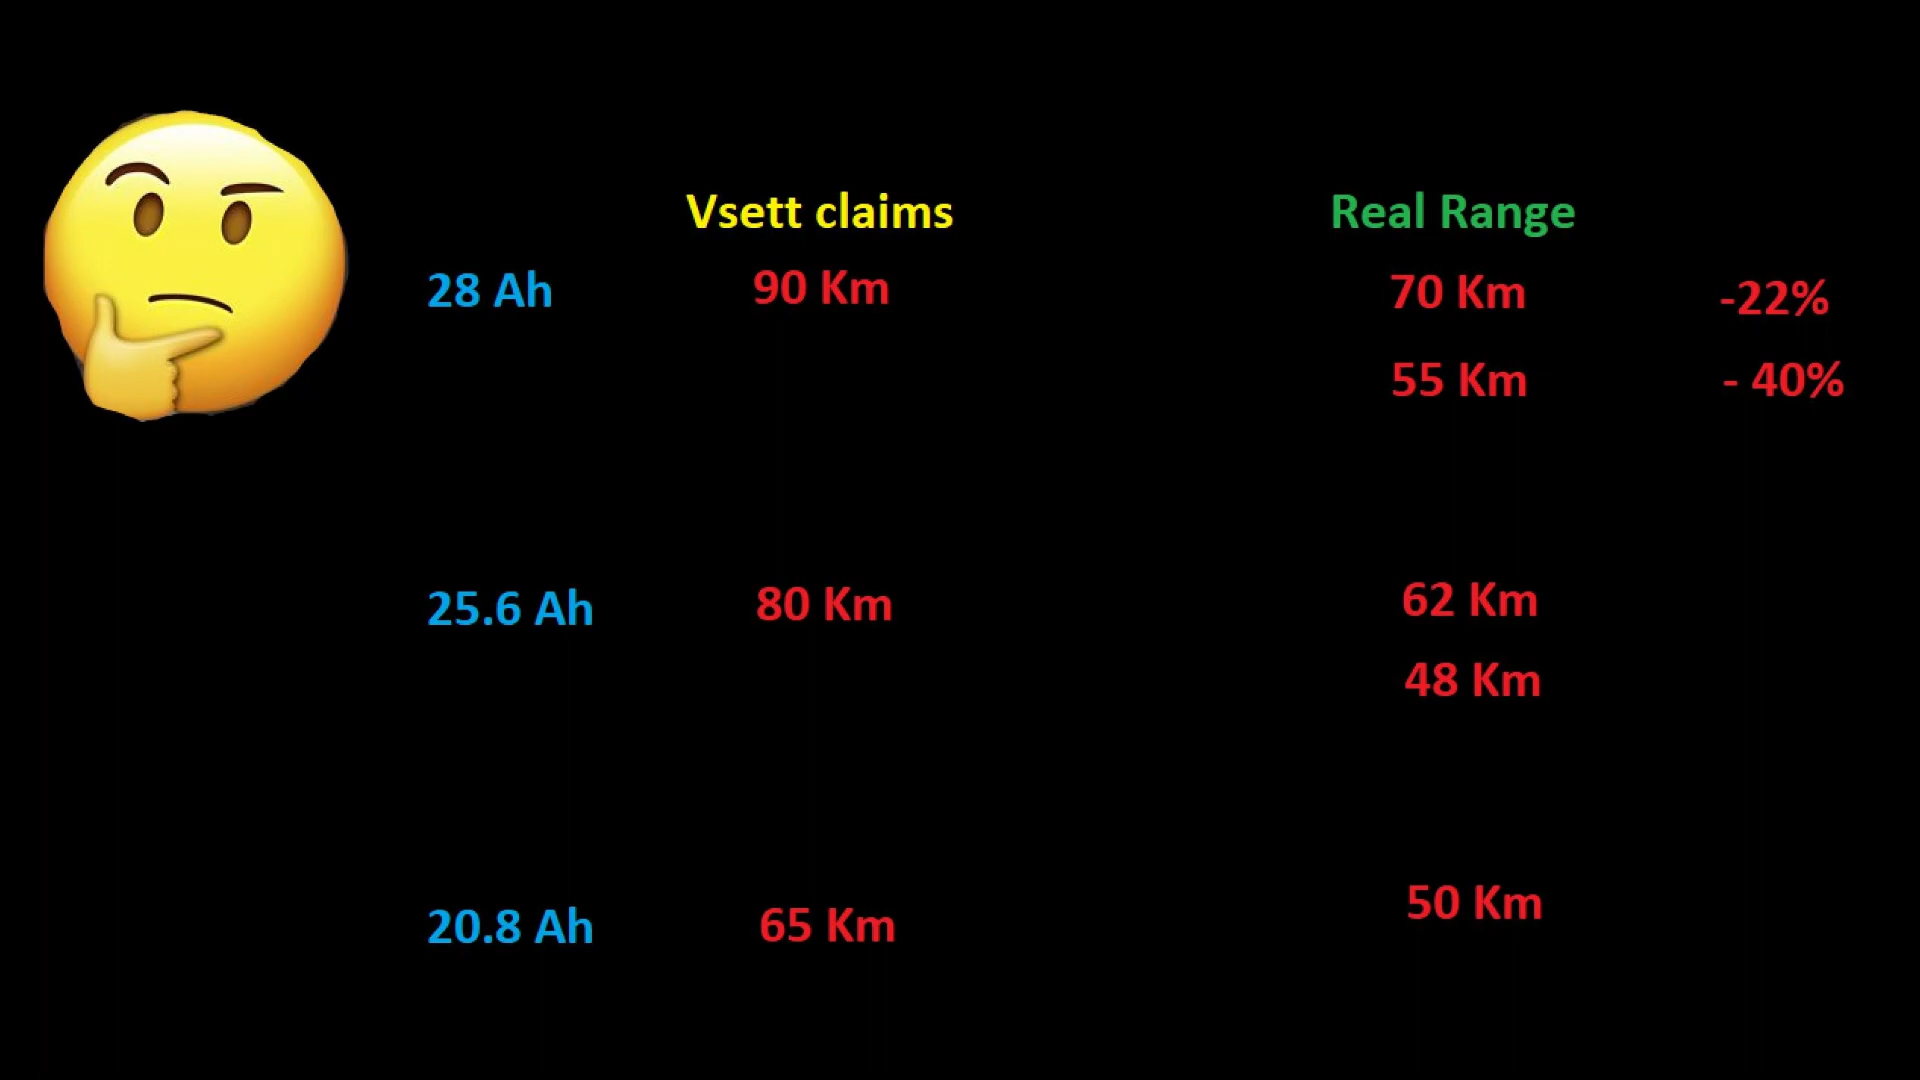 Vsett claims Real Range
28 Ah 90 Km 70 Km -22%
55 Km - 40%
25.6 Ah 80 Km 62 Km
48 Km
20.8 Ah 65 Km 50 Km